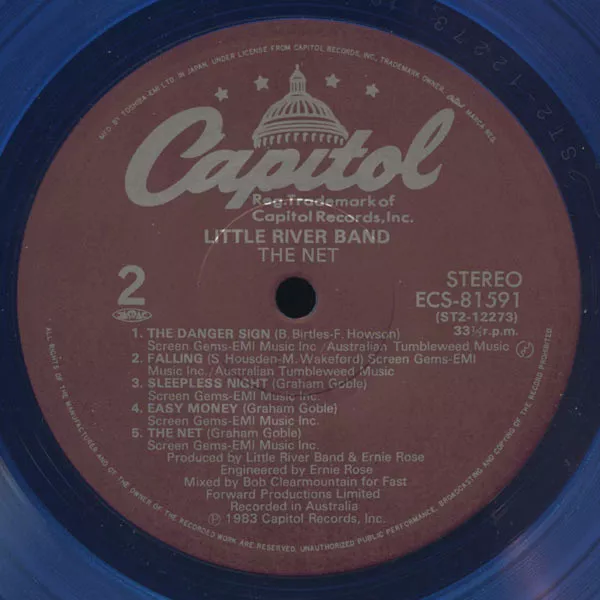 MFD BY TOSHIBA-EMI LTD. IN JAPAN, UNDER LICENSE FROM CAPITOL RECORDS, INC., TRADEMARK OWNER. Capitol MARCA REG.
ST2-12273
Capitol
Reg. Trademark of
Capitol Records, Inc.
LITTLE RIVER BAND
THE NET
2
STEREO
ECS-81591
(ST2-12273)
33⅓r.p.m.
JASRAC
1. THE DANGER SIGN (B. Birtles-F. Howson)
Screen Gems-EMI Music Inc./Australian Tumbleweed Music
2. FALLING (S. Housden-M. Wakeford) Screen Gems-EMI
Music Inc./Australian Tumbleweed Music
3. SLEEPLESS NIGHT (Graham Goble)
Screen Gems-EMI Music Inc.
4. EASY MONEY (Graham Goble)
Screen Gems-EMI Music Inc.
5. THE NET (Graham Goble)
Screen Gems-EMI Music Inc.
Produced by Little River Band & Ernie Rose
Engineered by Ernie Rose
Mixed by Bob Clearmountain for Fast
Forward Productions Limited
Recorded in Australia
℗ 1983 Capitol Records, Inc.
ALL RIGHTS OF THE MANUFACTURER AND OF THE OWNER OF THE RECORDED WORK ARE RESERVED. UNAUTHORIZED PUBLIC PERFORMANCE, BROADCASTING AND COPYING OF THE RECORD PROHIBITED.